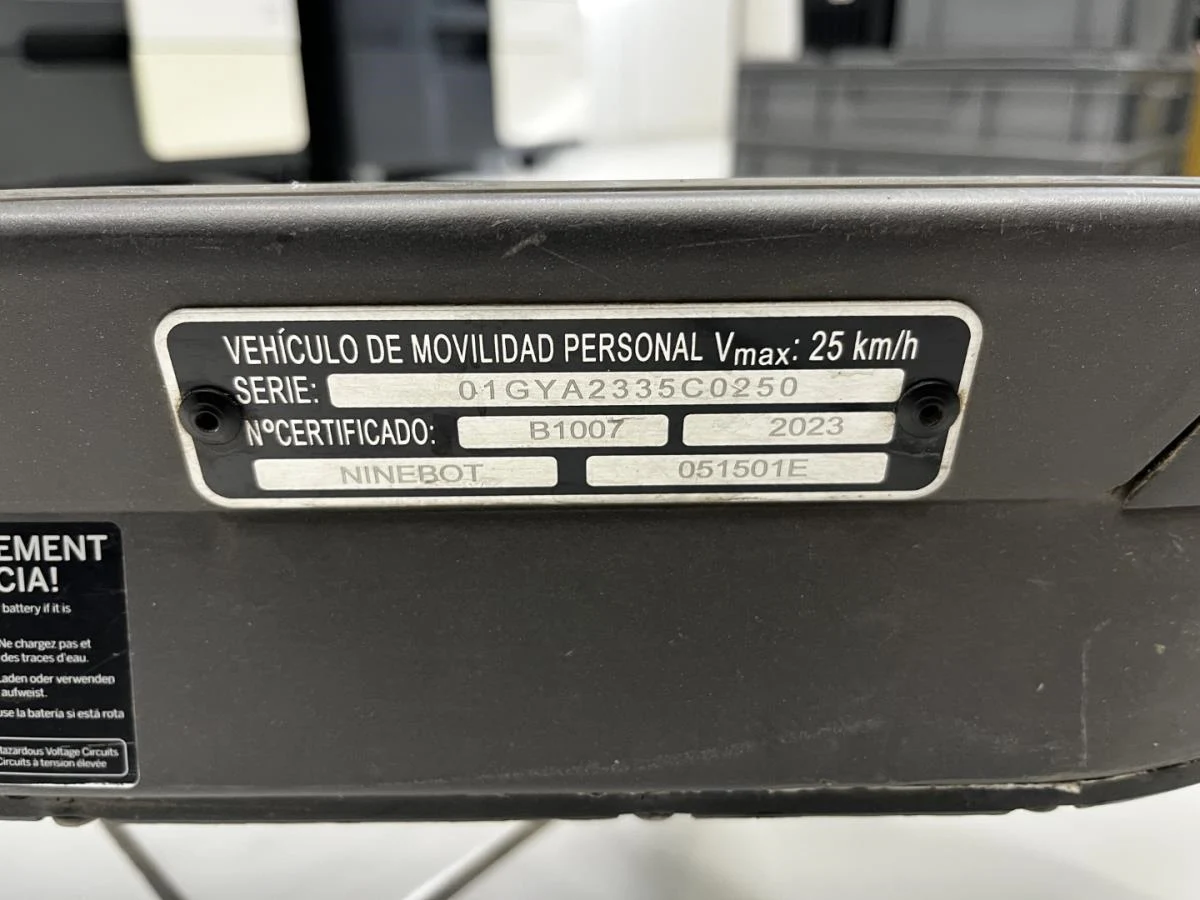 VEHÍCULO DE MOVILIDAD PERSONAL Vmax: 25 km/h
SERIE: 01GYA2335C0250
NºCERTIFICADO: B1007 2023
NINEBOT 051501E
EMENT
CIA!
battery if it is
Ne chargez pas et
des traces d'eau.
Laden oder verwenden
aufweist.
use la batería si está rota
Hazardous Voltage Circuits
Circuits à tension élevée